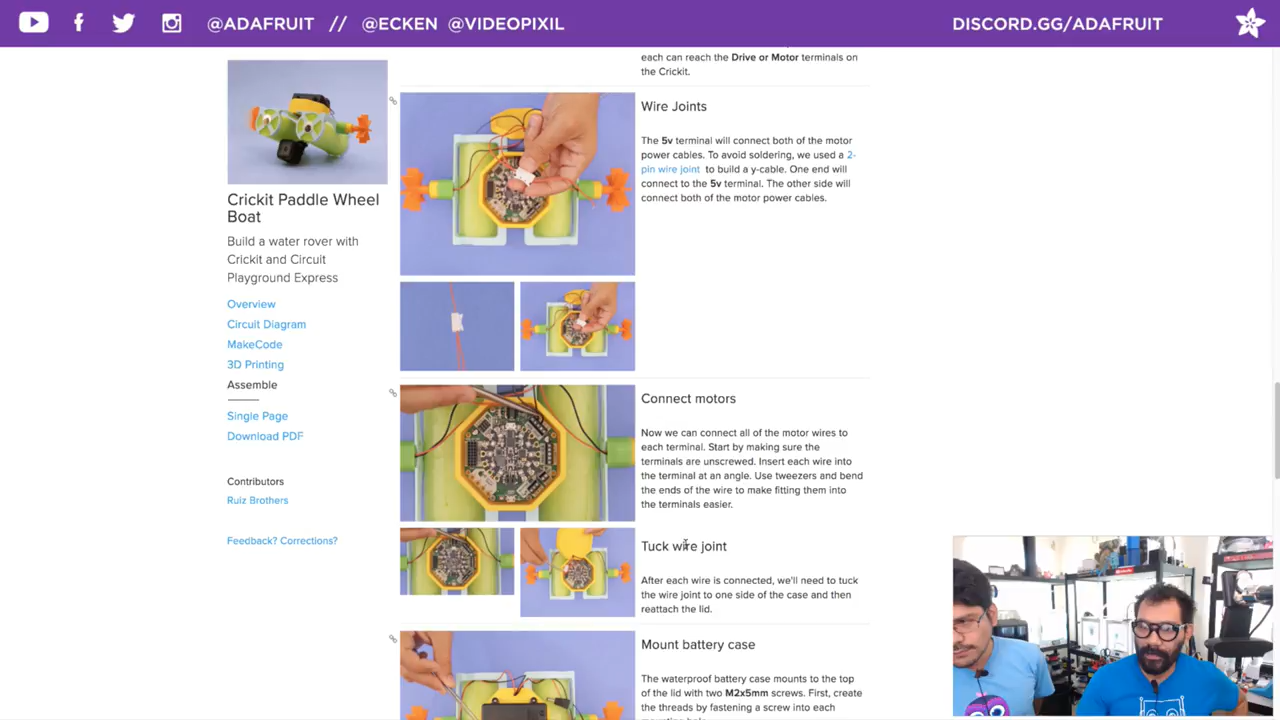 @ADAFRUIT // @ECKEN @VIDEOPIXIL
DISCORD.GG/ADAFRUIT
Crickit Paddle Wheel
Boat
Build a water rover with
Crickit and Circuit
Playground Express
Overview
Circuit Diagram
MakeCode
3D Printing
Assemble
Single Page
Download PDF
Contributors
Ruiz Brothers
Feedback? Corrections?
each can reach the Drive or Motor terminals on
the Crickit.
Wire Joints
The 5v terminal will connect both of the motor
power cables. To avoid soldering, we used a 2-
pin wire joint to build a y-cable. One end will
connect to the 5v terminal. The other side will
connect both of the motor power cables.
Connect motors
Now we can connect all of the motor wires to
each terminal. Start by making sure the
terminals are unscrewed. Insert each wire into
the terminal at an angle. Use tweezers and bend
the ends of the wire to make fitting them into
the terminals easier.
Tuck wire joint
After each wire is connected, we'll need to tuck
the wire joint to one side of the case and then
reattach the lid.
Mount battery case
The waterproof battery case mounts to the top
of the lid with two M2x5mm screws. First, create
the threads by fastening a screw into each